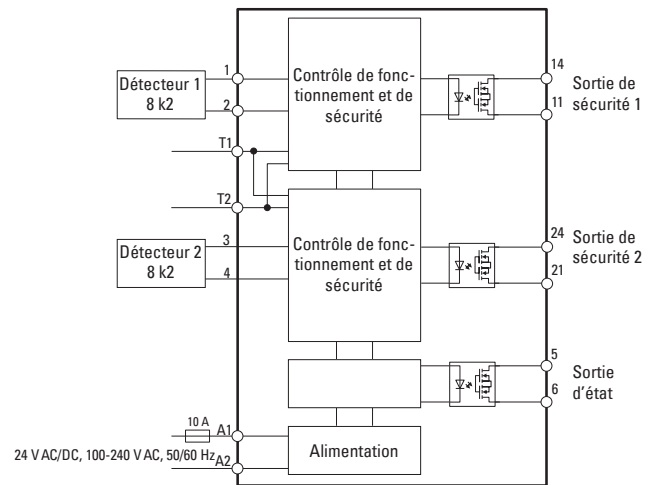 Détecteur 1
8 k2
1
2
T1
T2
Contrôle de fonc-
tionnement et de
sécurité
14
11
Sortie de
sécurité 1
Détecteur 2
8 k2
3
4
Contrôle de fonc-
tionnement et de
sécurité
24
21
Sortie de
sécurité 2
5
6
Sortie
d'état
10 A
A1
24 V AC/DC, 100-240 V AC, 50/60 Hz
A2
Alimentation